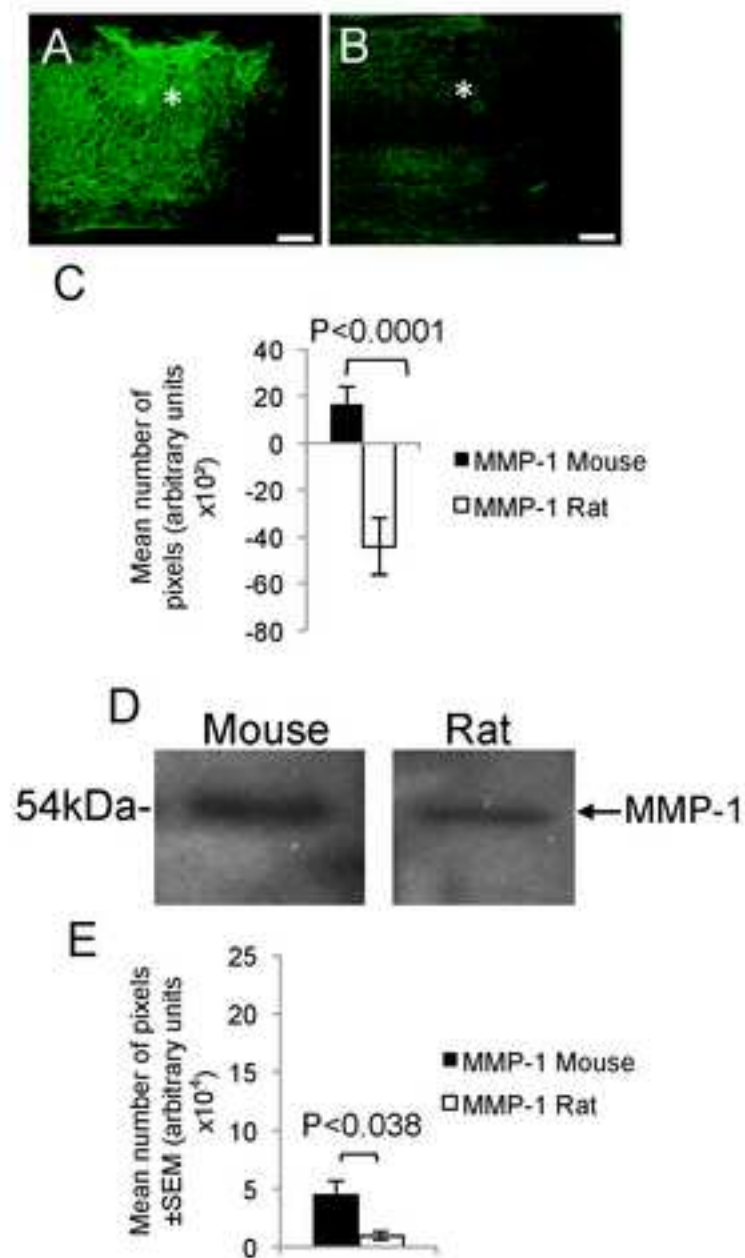 A
B
*
*
C
P<0.0001
40
20
0
-20
-40
-60
-80
Mean number of
pixels (arbitrary units
x10³)
MMP-1 Mouse
MMP-1 Rat
D
Mouse
Rat
54kDa-
MMP-1
E
25
20
15
10
5
0
Mean number of pixels
±SEM (arbitrary units
x10⁴)
P<0.038
MMP-1 Mouse
MMP-1 Rat